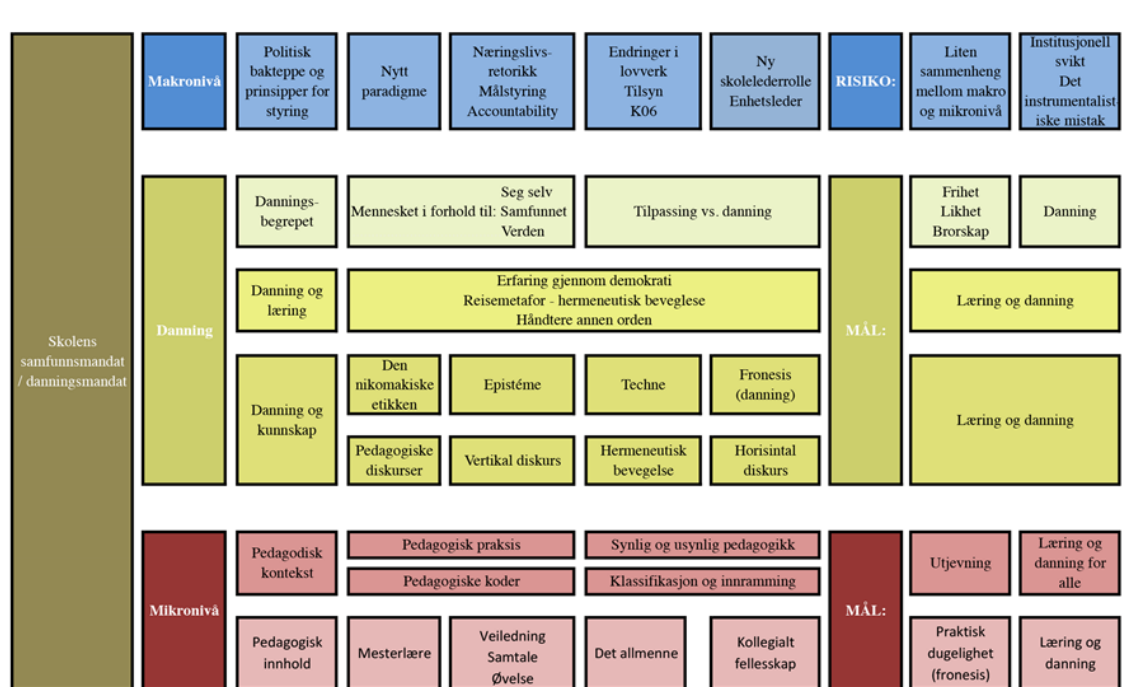 Skolens
samfunnsmandat
/ danningsmandat
Makronivå
Politisk
bakteppe og
prinsipper for
styring
Nytt
paradigme
Næringslivs-
retorikk
Målstyring
Accountability
Endringer i
lovverk
Tilsyn
K06
Ny
skolelederrolle
Enhetsleder
RISIKO:
Liten
sammenheng
mellom makro
og mikronivå
Institusjonell
svikt
Det
instrumentalist-
iske mistak
Danning
Dannings-
begrepet
Seg selv
Mennesket i forhold til: Samfunnet
Verden
Tilpassing vs. danning
MÅL:
Frihet
Likhet
Brorskap
Danning
Danning og
læring
Erfaring gjennom demokrati
Reisemetafor - hermeneutisk beveglese
Håndtere annen orden
Læring og danning
Danning og
kunnskap
Den
nikomakiske
etikken
Epistéme
Techne
Fronesis
(danning)
Læring og danning
Pedagogiske
diskurser
Vertikal diskurs
Hermeneutisk
bevegelse
Horisintal
diskurs
Mikronivå
Pedagodisk
kontekst
Pedagogisk praksis
Synlig og usynlig pedagogikk
Pedagogiske koder
Klassifikasjon og innramming
MÅL:
Utjevning
Læring og
danning for
alle
Pedagogisk
innhold
Mesterlære
Veiledning
Samtale
Øvelse
Det allmenne
Kollegialt
fellesskap
Praktisk
dugelighet
(fronesis)
Læring og
danning